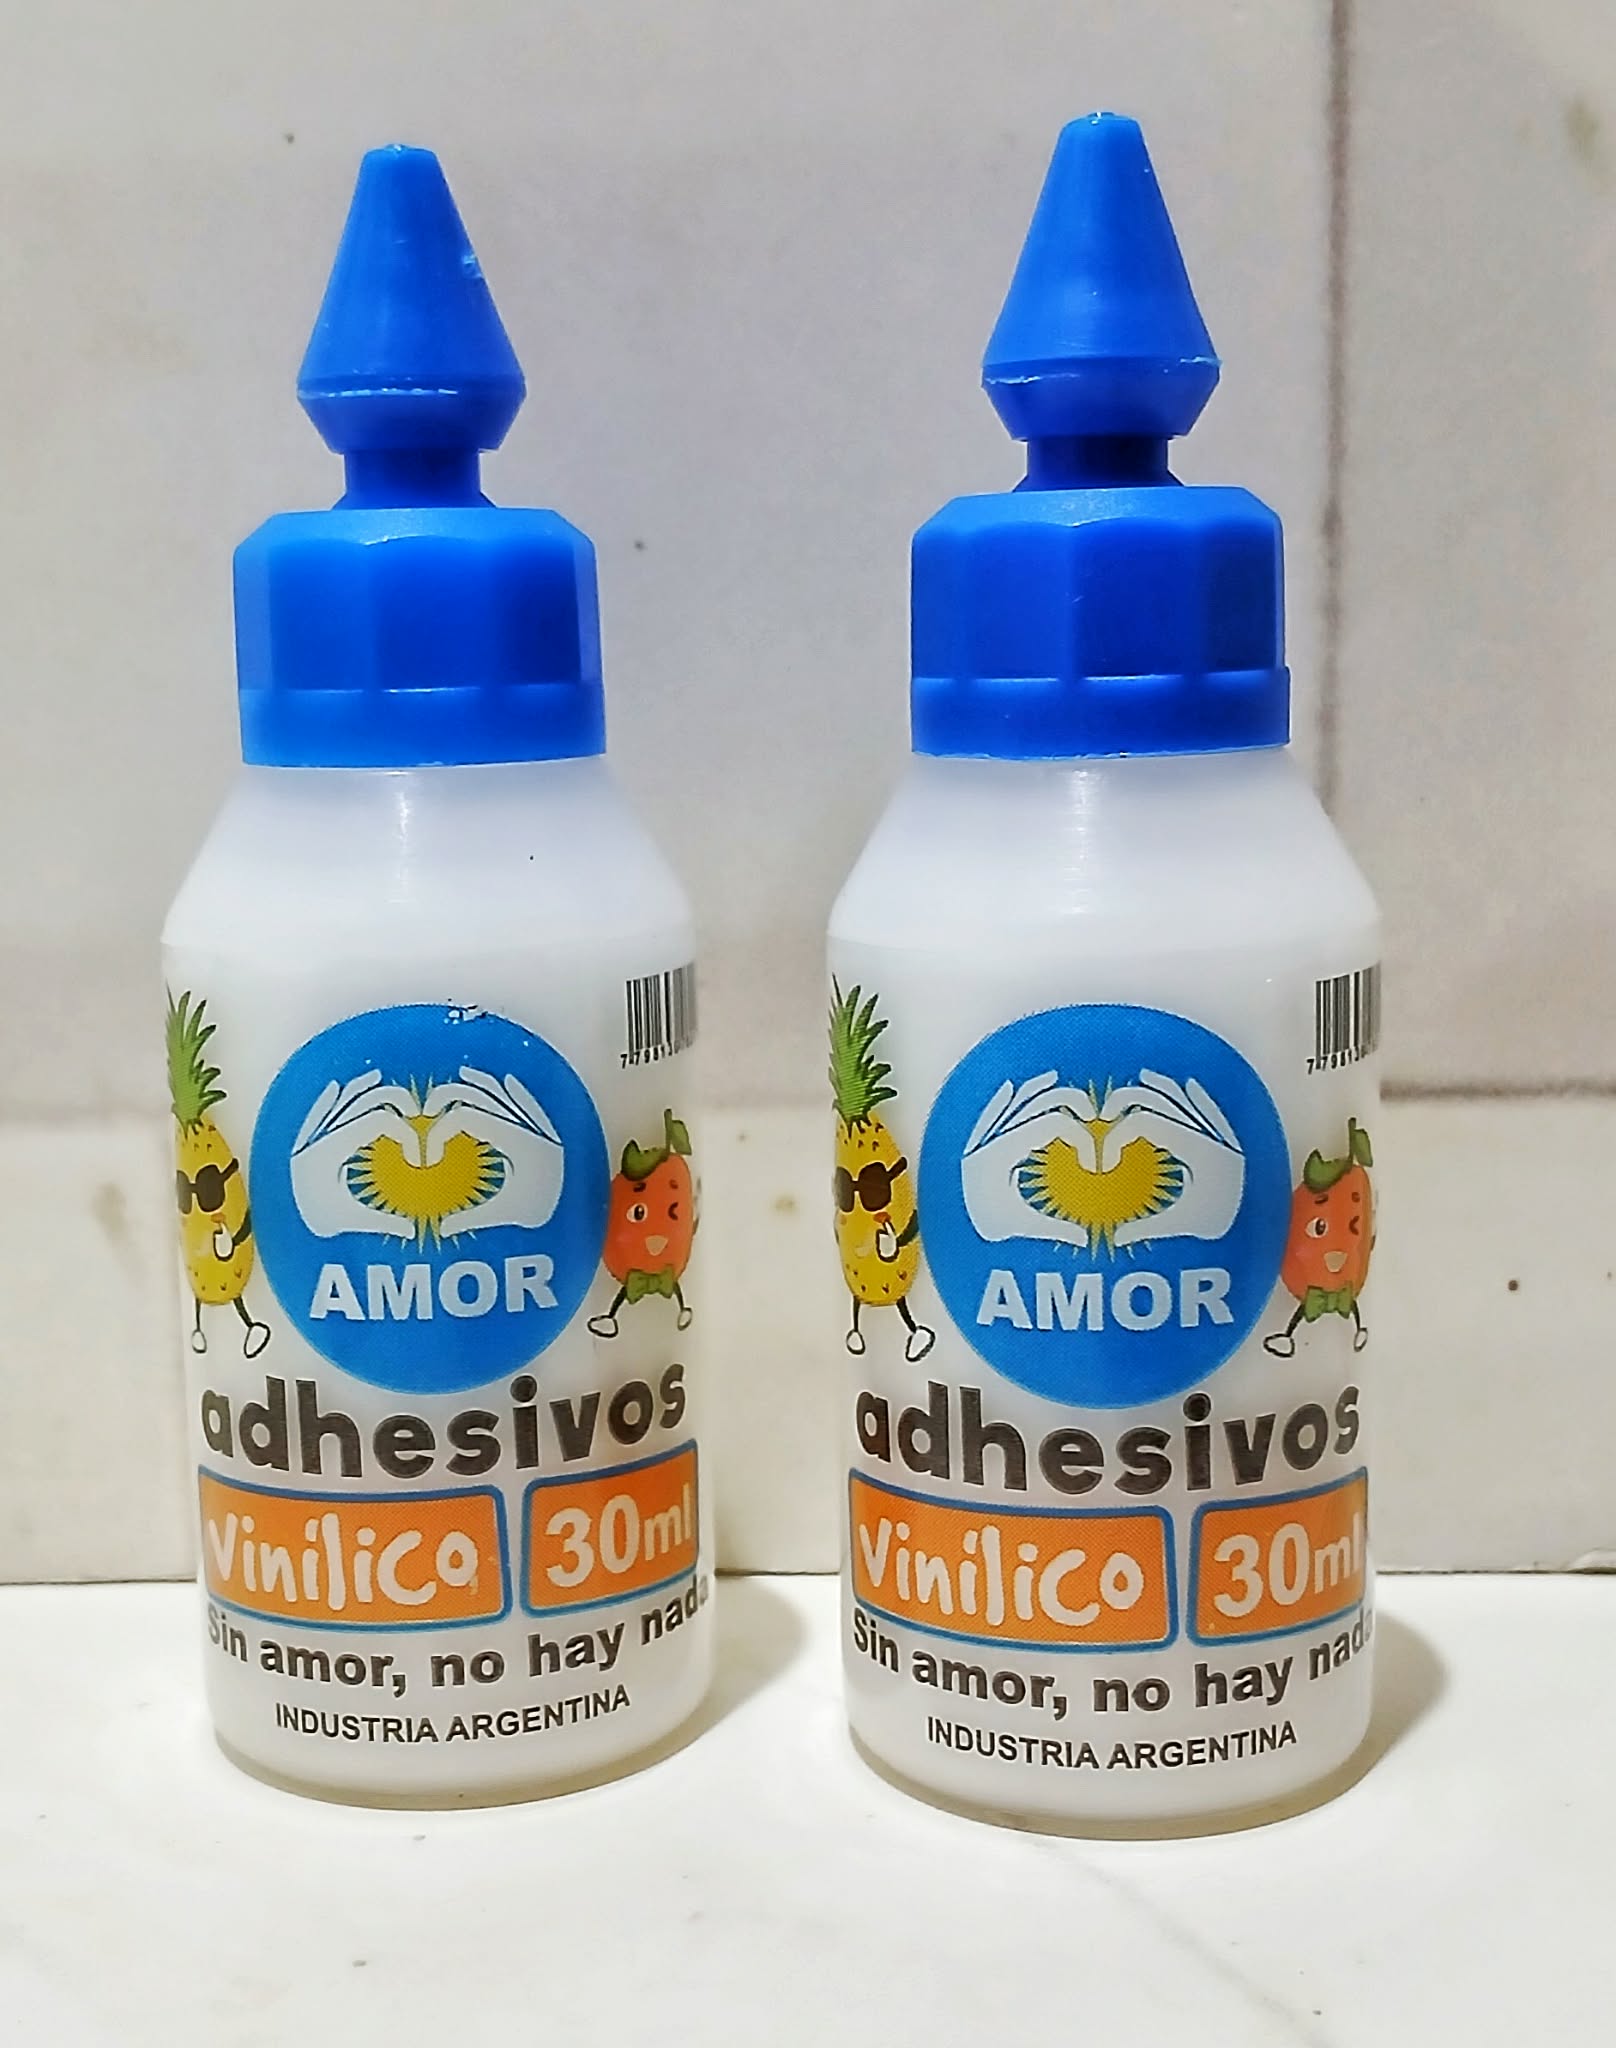 AMOR
adhesivos
Vinílico 30ml
Sin amor, no hay nada
INDUSTRIA ARGENTINA
AMOR
adhesivos
Vinílico 30ml
Sin amor, no hay nada
INDUSTRIA ARGENTINA